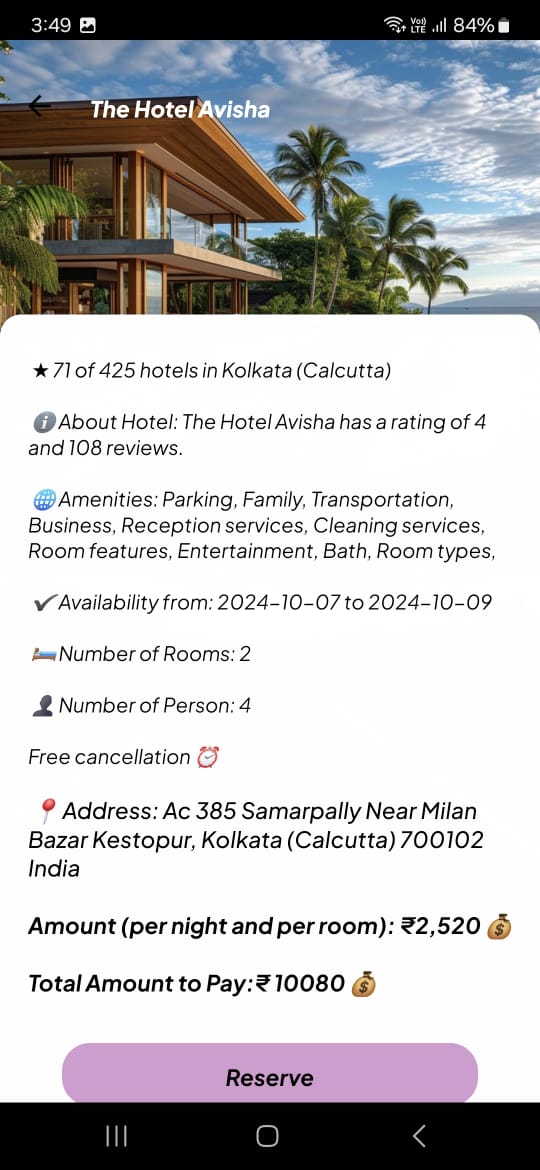 3:49 Vo)) LTE 84%
The Hotel Avisha
★ 71 of 425 hotels in Kolkata (Calcutta)
ℹ️About Hotel: The Hotel Avisha has a rating of 4
and 108 reviews.
🌐Amenities: Parking, Family, Transportation,
Business, Reception services, Cleaning services,
Room features, Entertainment, Bath, Room types,
✔Availability from: 2024-10-07 to 2024-10-09
🛏️Number of Rooms: 2
👤Number of Person: 4
Free cancellation ⏰
📍Address: Ac 385 Samarpally Near Milan
Bazar Kestopur, Kolkata (Calcutta) 700102
India
Amount (per night and per room): ₹2,520 💰
Total Amount to Pay:₹ 10080 💰
Reserve